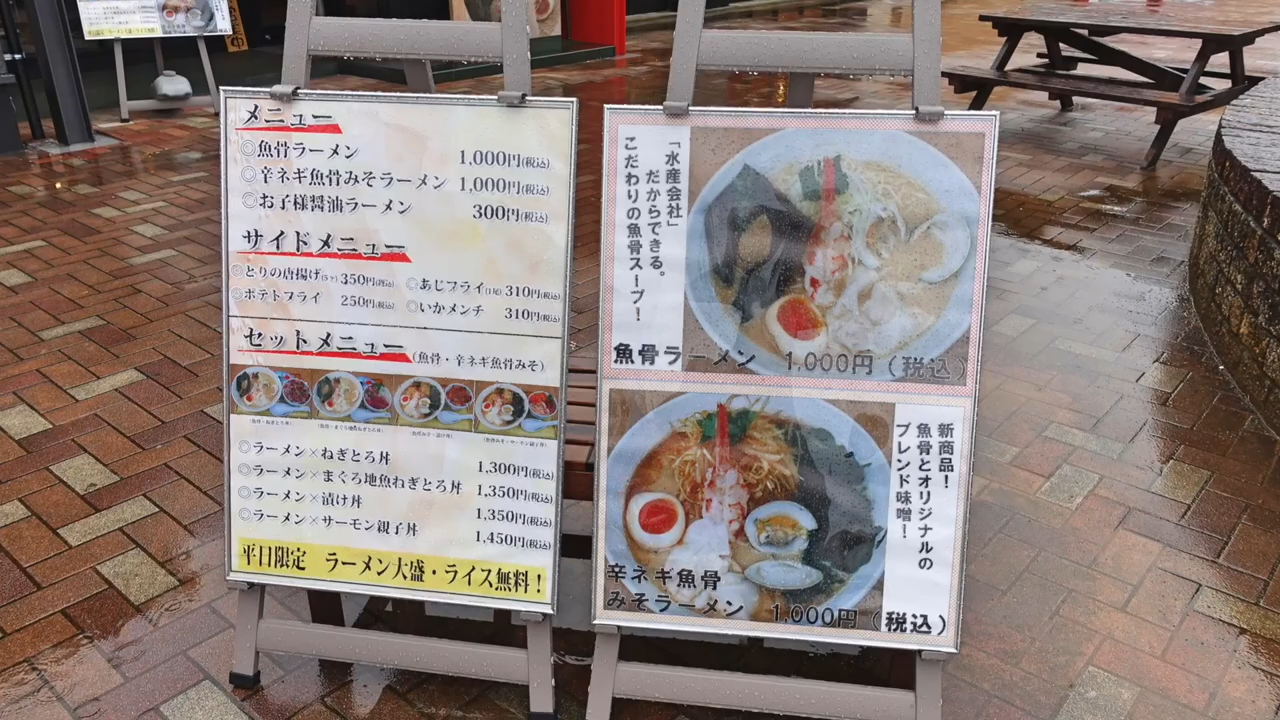 メニュー
◎魚骨ラーメン 1,000円(税込)
◎辛ネギ魚骨みそラーメン 1,000円(税込)
◎お子様醤油ラーメン 300円(税込)
サイドメニュー
◎とりの唐揚げ(5ヶ) 350円(税込) ◎あじフライ(1尾) 310円(税込)
◎ポテトフライ 250円(税込) ◎いかメンチ 310円(税込)
セットメニュー(魚骨・辛ネギ魚骨みそ)
◎ラーメン×ねぎとろ丼 1,300円(税込)
◎ラーメン×まぐろ地魚ねぎとろ丼 1,350円(税込)
◎ラーメン×漬け丼 1,350円(税込)
◎ラーメン×サーモン親子丼 1,450円(税込)
平日限定 ラーメン大盛・ライス無料！
「水産会社」
だからできる。
こだわりの魚骨スープ！
魚骨ラーメン 1,000円（税込）
新商品！
魚骨とオリジナルの
ブレンド味噌！
辛ネギ魚骨
みそラーメン 1,000円（税込）